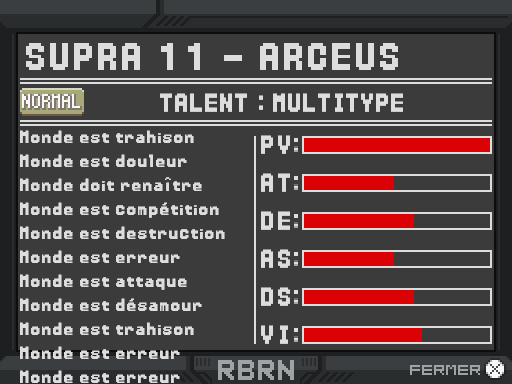 SUPRA 11 - ARCEUS
NORMAL
TALENT : MULTITYPE
Monde est trahison
Monde est douleur
Monde doit renaître
Monde est compétition
Monde est destruction
Monde est erreur
Monde est attaque
Monde est désamour
Monde est trahison
Monde est erreur
Monde est erreur
PV:
AT:
DE:
AS:
DS:
VI:
RBRN
FERMER X